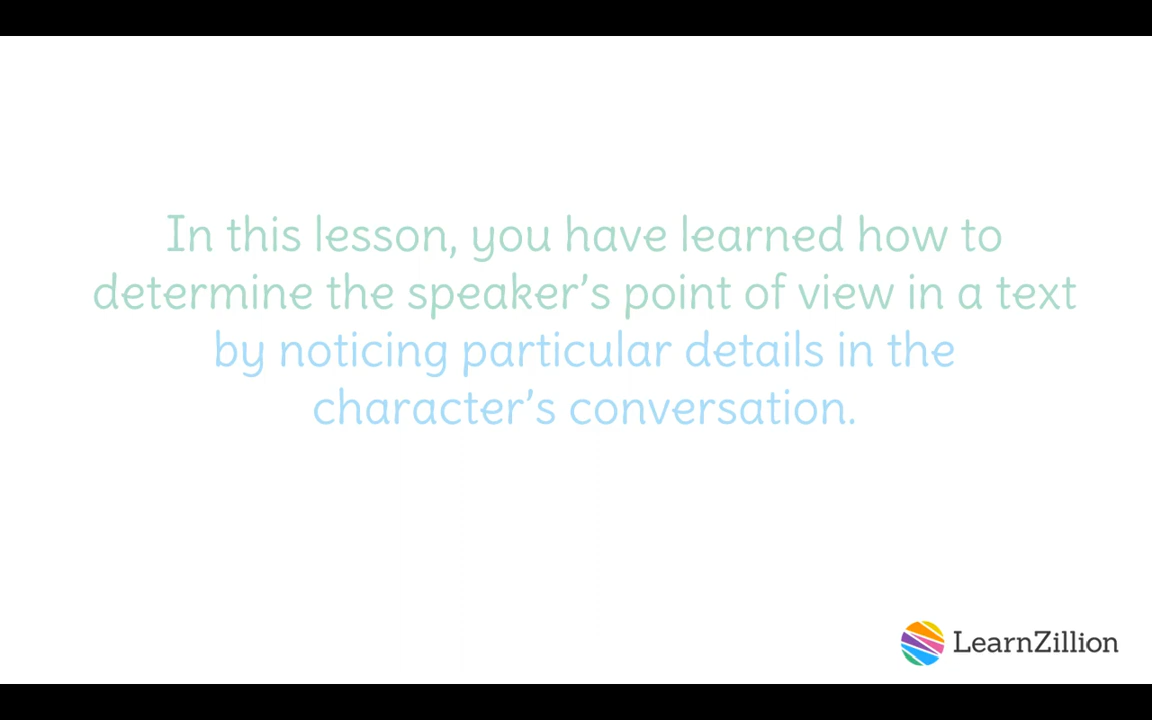 In this lesson, you have learned how to
determine the speaker’s point of view in a text
by noticing particular details in the
character’s conversation.
LearnZillion